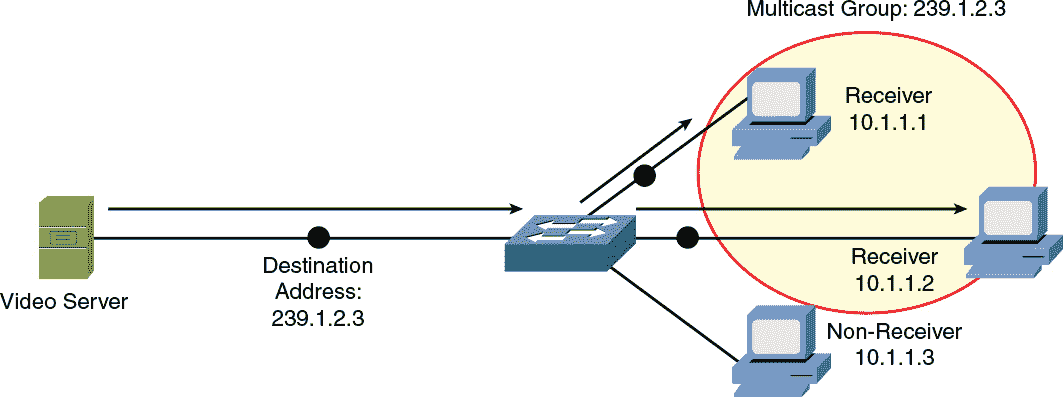 Multicast Group: 239.1.2.3
Receiver
10.1.1.1
Video Server
Destination
Address:
239.1.2.3
Receiver
10.1.1.2
Non-Receiver
10.1.1.3